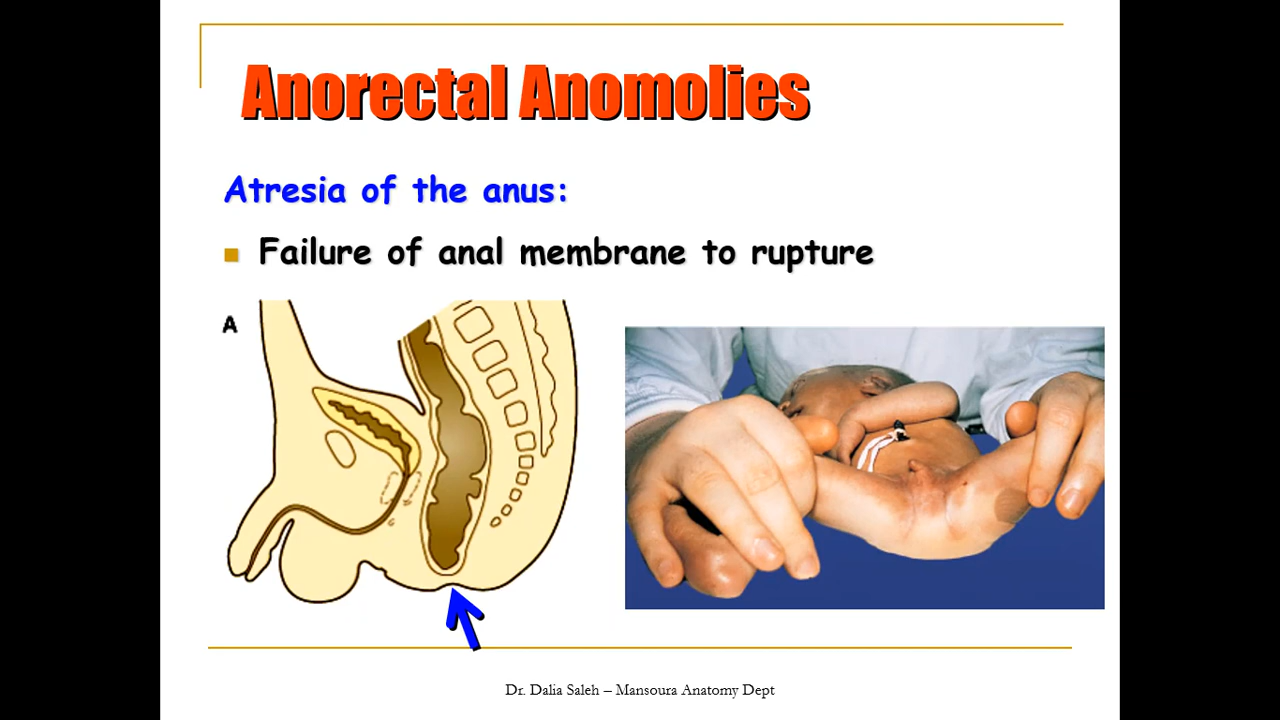 Anorectal Anomolies
Atresia of the anus:
Failure of anal membrane to rupture
A
Dr. Dalia Saleh – Mansoura Anatomy Dept